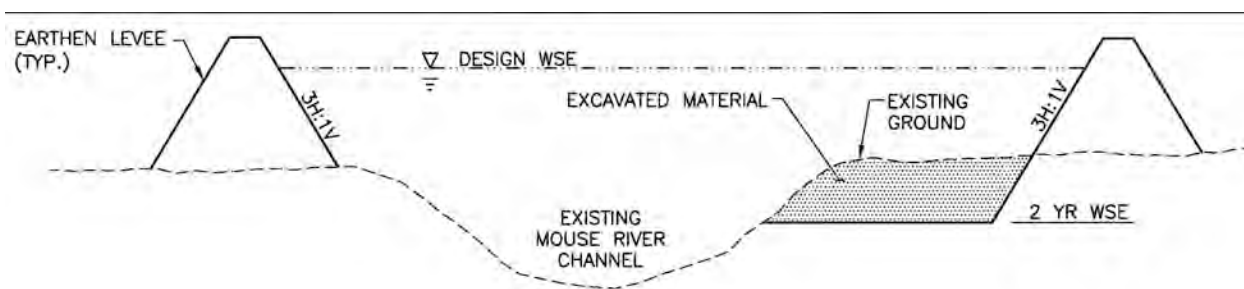 EARTHEN LEVEE
(TYP.)
DESIGN WSE
3H:1V
EXCAVATED MATERIAL
EXISTING
GROUND
3H:1V
EXISTING
MOUSE RIVER
CHANNEL
2 YR WSE